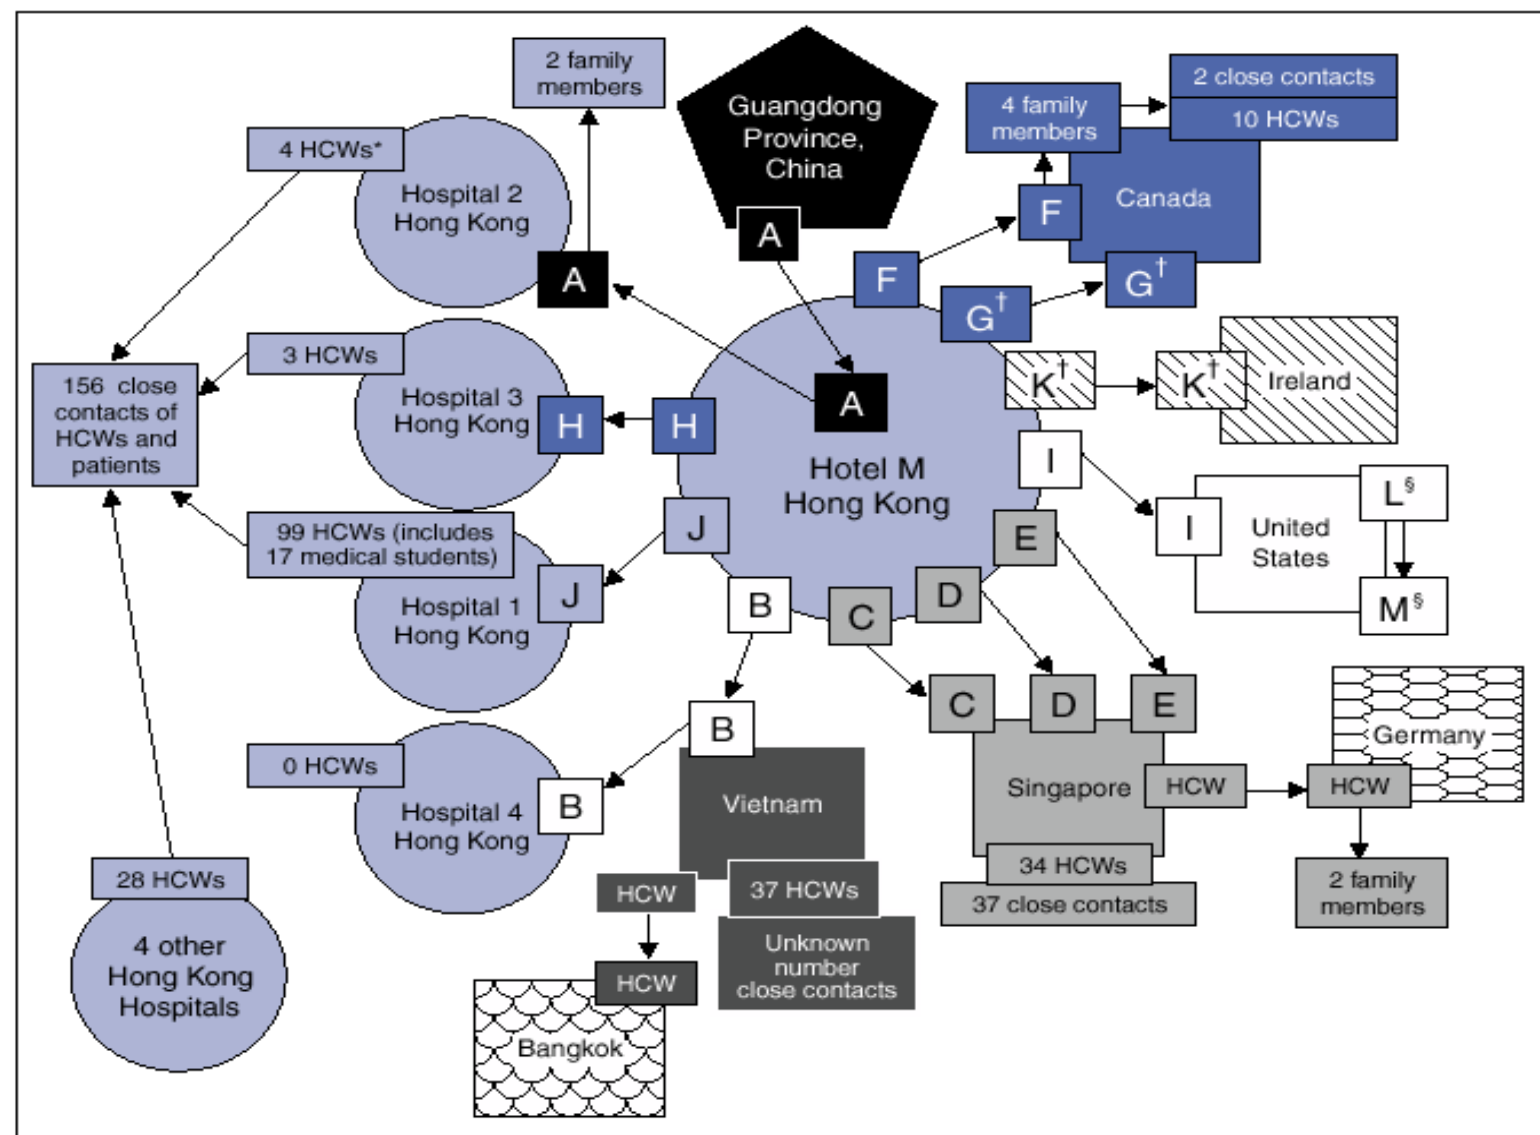 2 family
members
Guangdong
Province,
China
A
4 family
members
2 close contacts
10 HCWs
Canada
F
G†
4 HCWs*
Hospital 2
Hong Kong
A
F
G†
K†
K†
Ireland
3 HCWs
Hospital 3
Hong Kong
H
H
A
Hotel M
Hong Kong
156 close
contacts of
HCWs and
patients
I
I
United
States
L§
M§
99 HCWs (includes
17 medical students)
Hospital 1
Hong Kong
J
J
B
C
D
E
0 HCWs
Hospital 4
Hong Kong
B
B
Vietnam
HCW
37 HCWs
Unknown
number
close contacts
HCW
Bangkok
C
D
E
Singapore
HCW
34 HCWs
37 close contacts
Germany
HCW
2 family
members
28 HCWs
4 other
Hong Kong
Hospitals